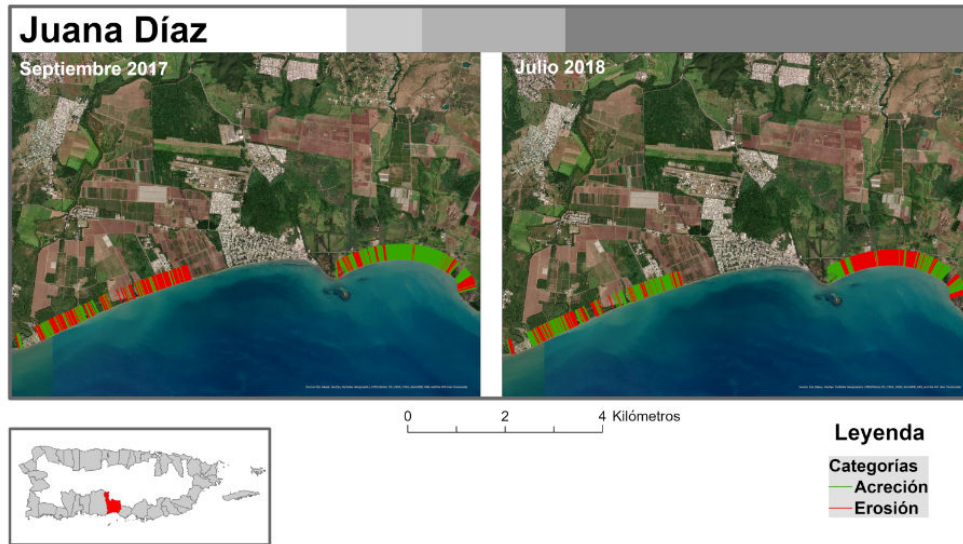 Juana Díaz
Septiembre 2017
Julio 2018
0 2 4 Kilómetros
Leyenda
Categorías
Acreción
Erosión